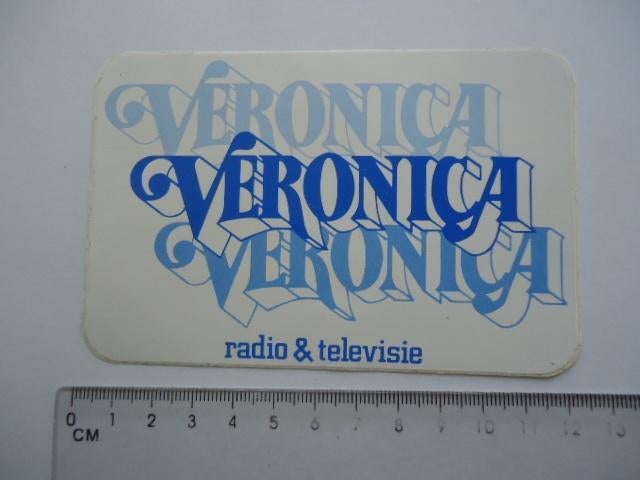 VERONICA
VERONICA
VERONICA
radio & televisie
0 1 2 3 4 5 6 7 8 9 10 11 12 13
CM